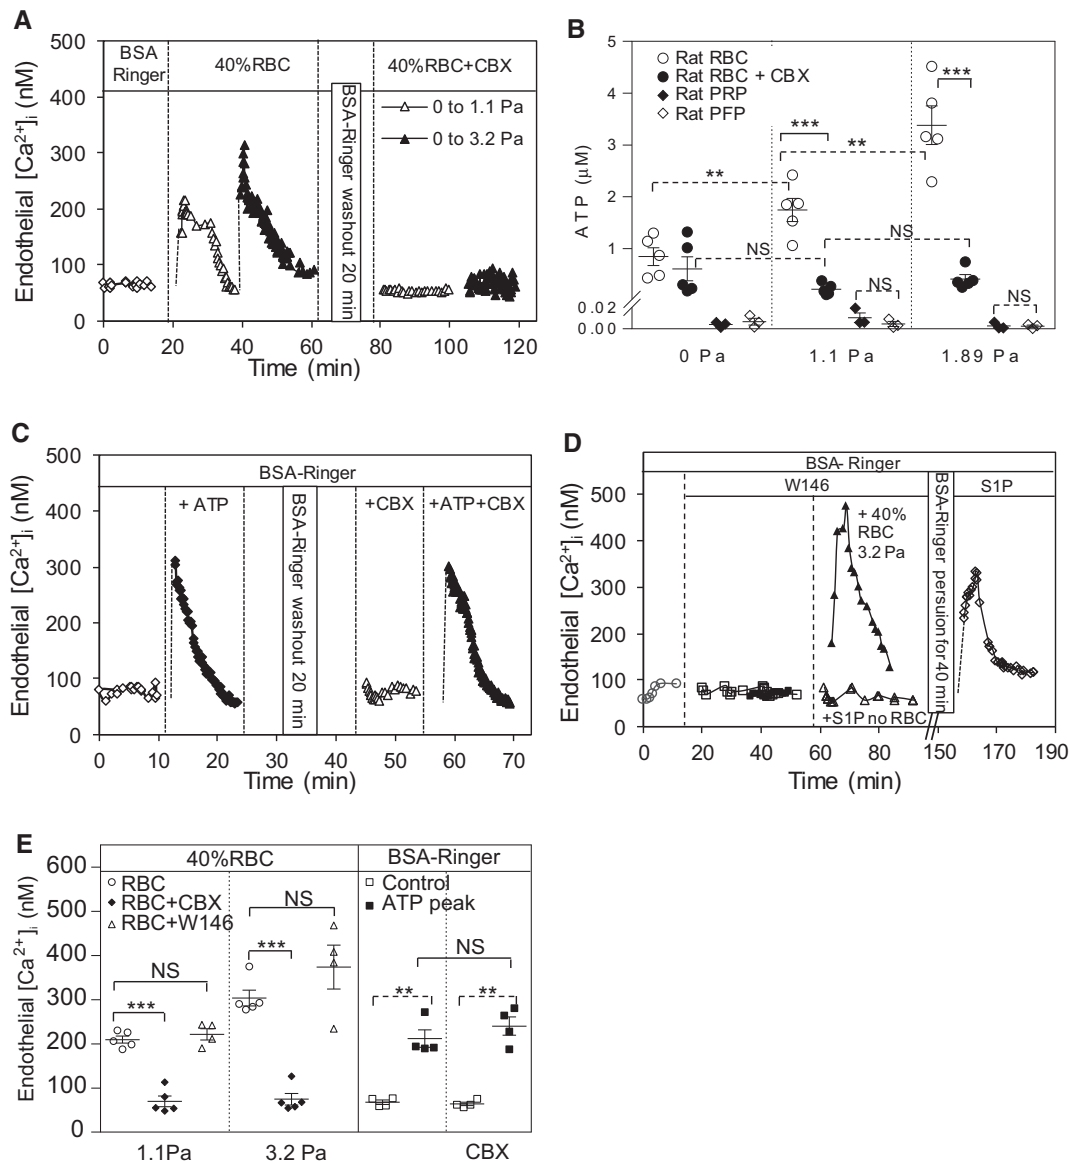 A
Endothelial [Ca2+]i (nM)
500
400
300
200
100
0
BSA
Ringer
40%RBC
BSA-Ringer washout 20 min
40%RBC+CBX
0 to 1.1 Pa
0 to 3.2 Pa
0 20 40 60 80 100 120
Time (min)
B
ATP (μM)
5
4
3
2
1
0.02
0.00
Rat RBC
Rat RBC + CBX
Rat PRP
Rat PFP
***
***
**
**
NS
NS
NS
NS
0 Pa 1.1 Pa 1.89 Pa
C
Endothelial [Ca2+]i (nM)
500
400
300
200
100
0
BSA-Ringer
+ ATP
BSA-Ringer washout 20 min
+CBX
+ATP+CBX
0 10 20 30 40 50 60 70
Time (min)
D
Endothelial [Ca2+]i (nM)
500
400
300
200
100
0
BSA- Ringer
W146
S1P
+ 40%
RBC
3.2 Pa
BSA-Ringer persuion for 40 min
+S1P no RBC
0 20 40 60 80 150 170 190
Time (min)
E
Endothelial [Ca2+]i (nM)
600
500
400
300
200
100
0
40%RBC
BSA-Ringer
RBC
RBC+CBX
RBC+W146
Control
ATP peak
NS
***
NS
***
NS
**
**
1.1Pa 3.2 Pa CBX